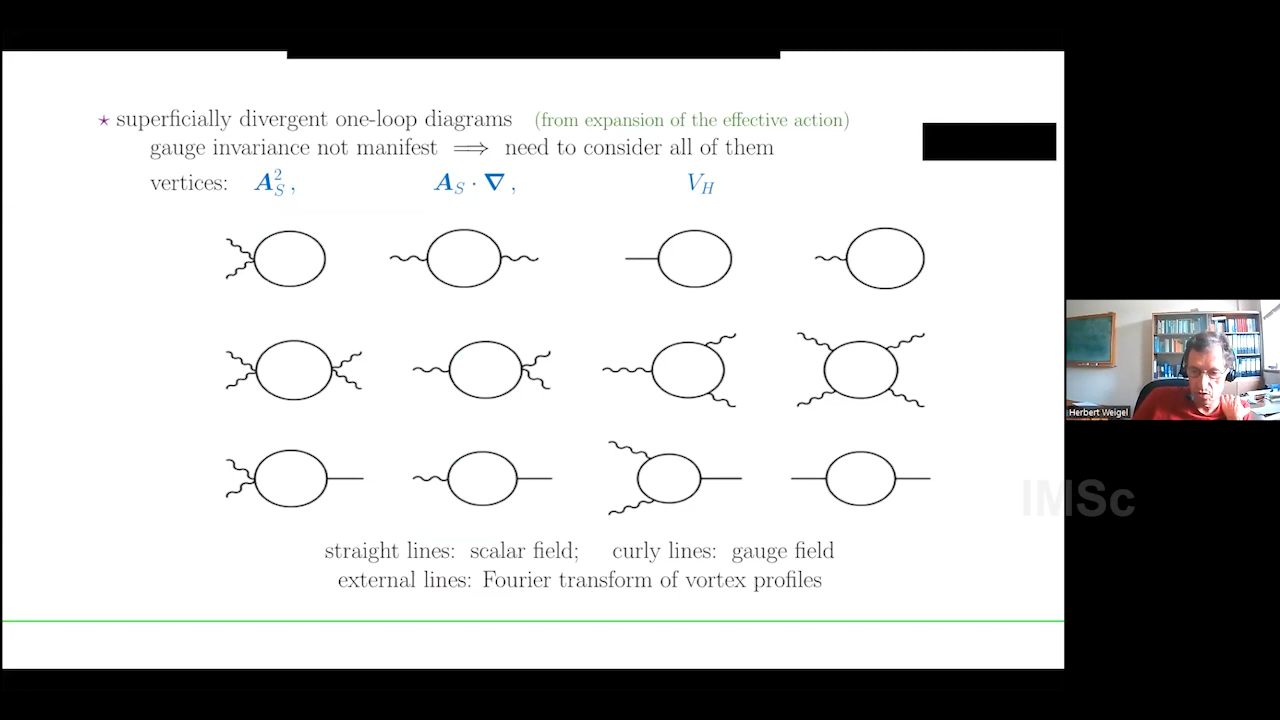 ⋆ superficially divergent one-loop diagrams (from expansion of the effective action)
gauge invariance not manifest ⟹ need to consider all of them
vertices: A_S^2 , A_S · ∇ , V_H
straight lines: scalar field; curly lines: gauge field
external lines: Fourier transform of vortex profiles
Herbert Weigel
IMSc